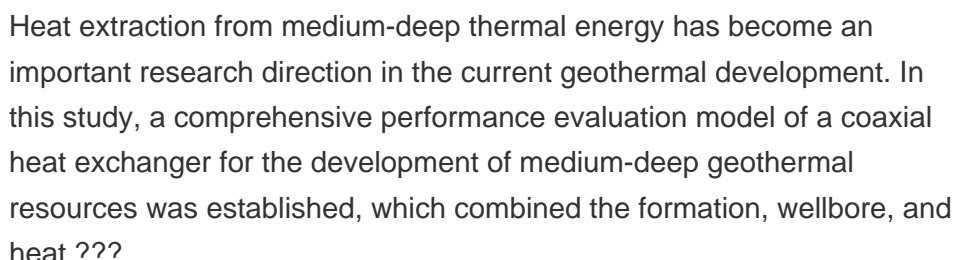 Heat extraction from medium-deep thermal energy has become an
important research direction in the current geothermal development. In
this study, a comprehensive performance evaluation model of a coaxial
heat exchanger for the development of medium-deep geothermal
resources was established, which combined the formation, wellbore, and
heat ???